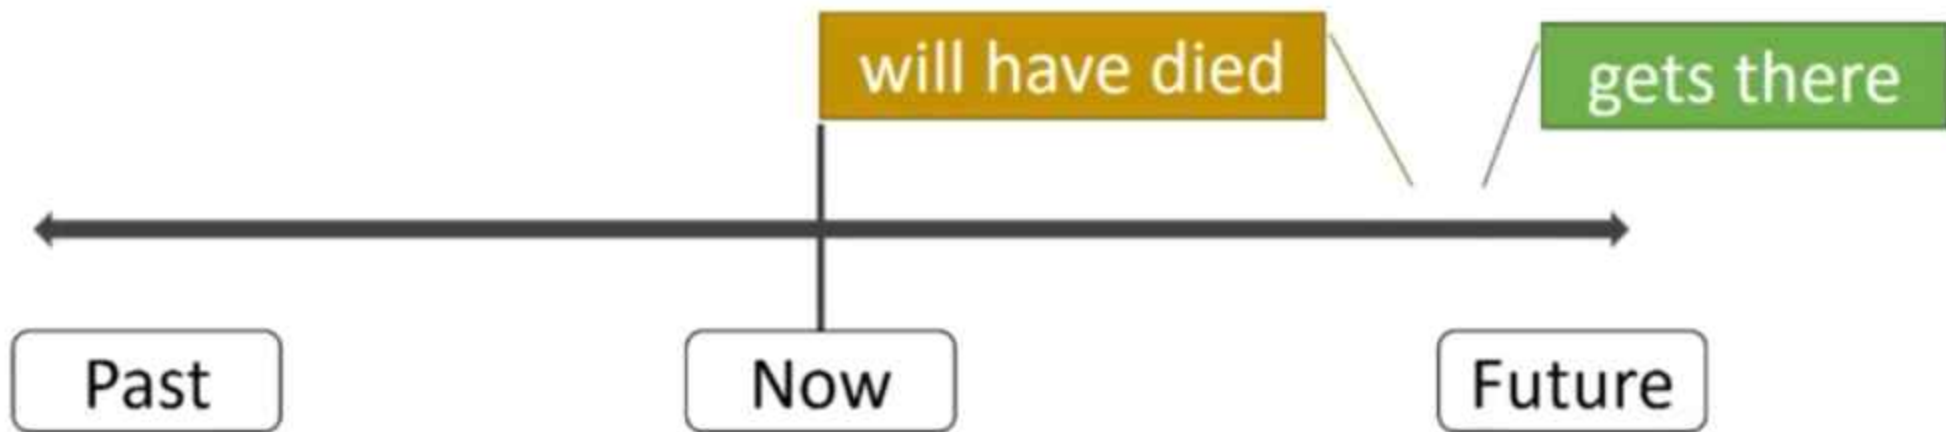 will have died
gets there
Past
Now
Future